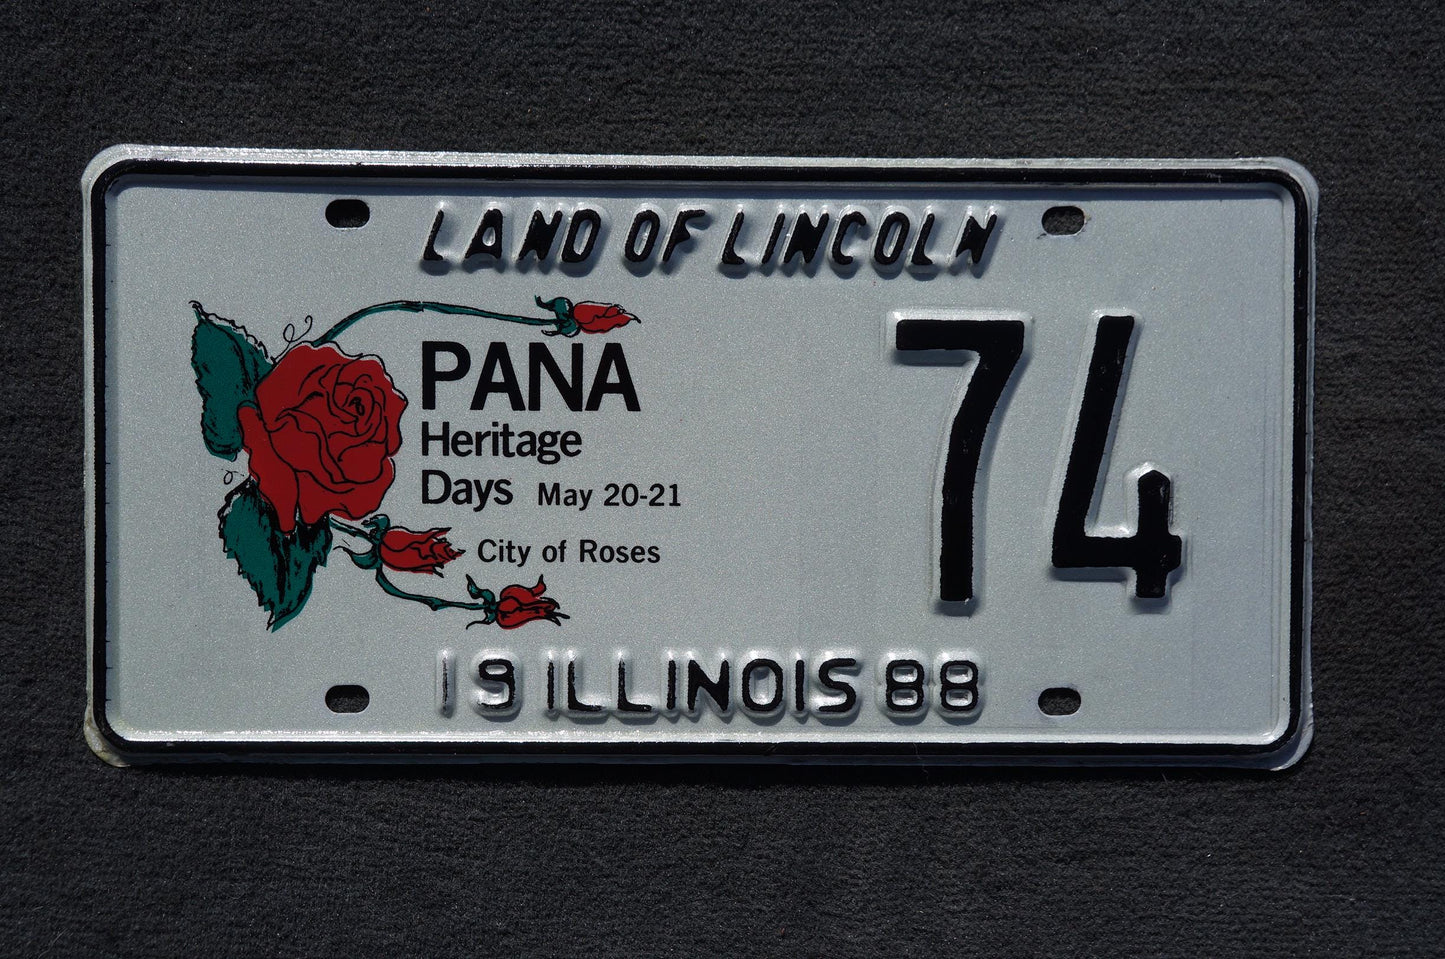 LAND OF LINCOLN
PANA
Heritage
Days May 20-21
City of Roses
74
19 ILLINOIS 88